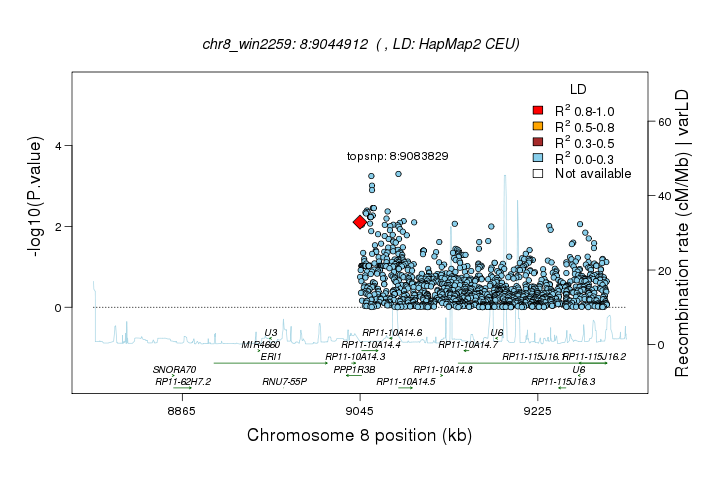 chr8_win2259: 8:9044912 ( , LD: HapMap2 CEU)
-log10(P.value)
0
2
4
topsnp: 8:9083829
LD
R² 0.8-1.0
R² 0.5-0.8
R² 0.3-0.5
R² 0.0-0.3
Not available
0
20
40
60
Recombination rate (cM/Mb) | varLD
U3
RP11-10A14.6
U6
MIR4660
RP11-10A14.4
RP11-10A14.7
ERI1
RP11-10A14.3
RP11-115J16.1
RP11-115J16.2
SNORA70
PPP1R3B
RP11-10A14.8
U6
RP11-62H7.2
RNU7-55P
RP11-10A14.5
RP11-115J16.3
8865
9045
9225
Chromosome 8 position (kb)